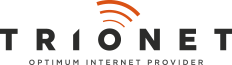 TRIONET
OPTIMUM INTERNET PROVIDER